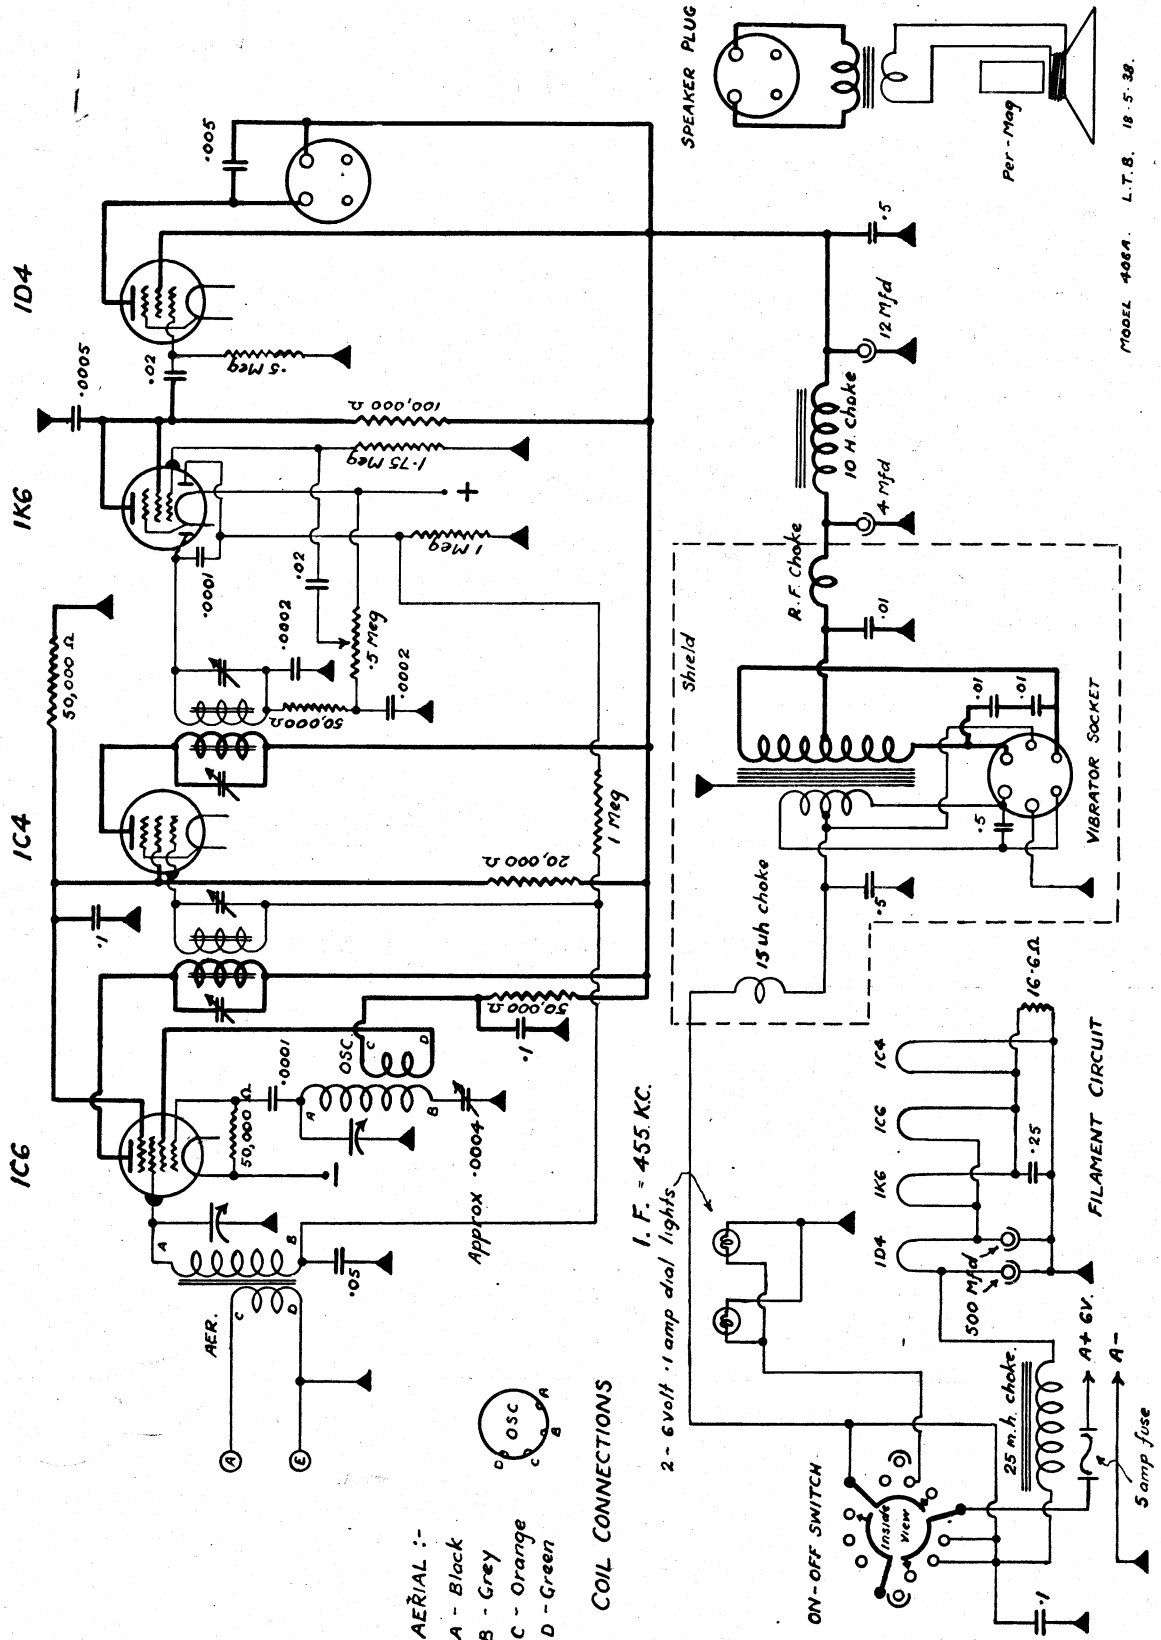 1C6
1C4
1K6
1D4
50,000 Ω
.0005
.005
.1
.02
.5 Meg
100,000 Ω
1.75 Meg
.0001
1 Meg
+
.02
.0002
.5 Meg
.0002
50,000 Ω
20,000 Ω
1 Meg
50,000 Ω
.1
OSC.
C
D
.0001
50,000 Ω
A
B
Approx .0004
AER.
A
B
C
D
.05
A
E
SPEAKER PLUG
Per-Mag
I.F. = 455 K.C.
AERIAL :-
A - Black
B - Grey
C - Orange
D - Green
OSC
A
B
C
D
COIL CONNECTIONS
2 - 6 Volt .1 amp dial lights
Shield
15 uh choke
.5
R.F. Choke
.01
4 Mfd
10 H. Choke
12 Mfd
.5
.01
.01
.5
VIBRATOR SOCKET
ON-OFF SWITCH
Inside
View
.1
25 m.h. choke.
500 Mfd
1D4
1K6
1C6
1C4
16.6 Ω
.25
FILAMENT CIRCUIT
A+ 6V.
A-
5 amp fuse
MODEL 408A. L.T.B. 18.5.38.